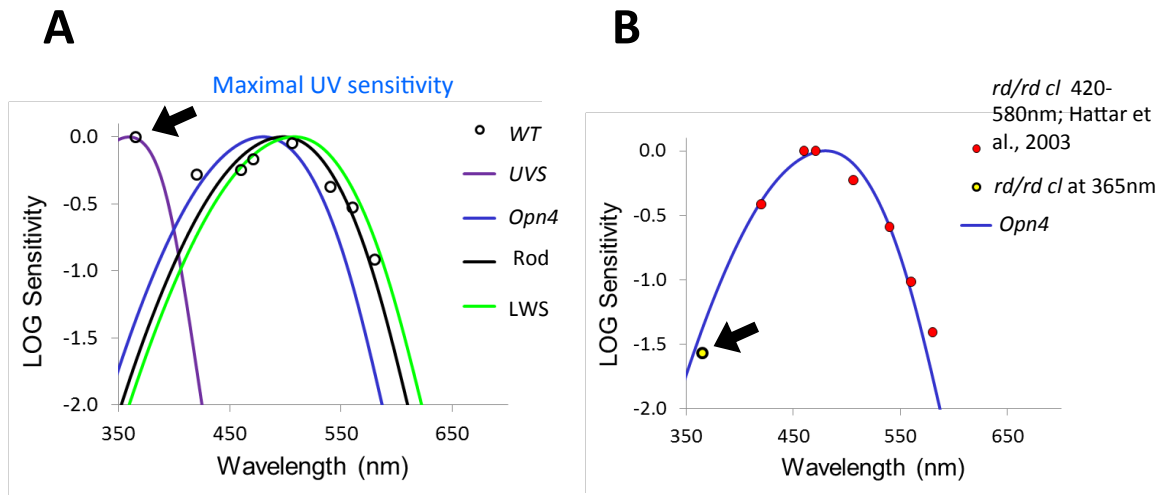 A
Maximal UV sensitivity
LOG Sensitivity
0.0
-0.5
-1.0
-1.5
-2.0
350
450
550
650
Wavelength (nm)
WT
UVS
Opn4
Rod
LWS
B
LOG Sensitivity
0.0
-0.5
-1.0
-1.5
-2.0
350
450
550
650
Wavelength (nm)
rd/rd cl 420-
580nm; Hattar et
al., 2003
rd/rd cl at 365nm
Opn4